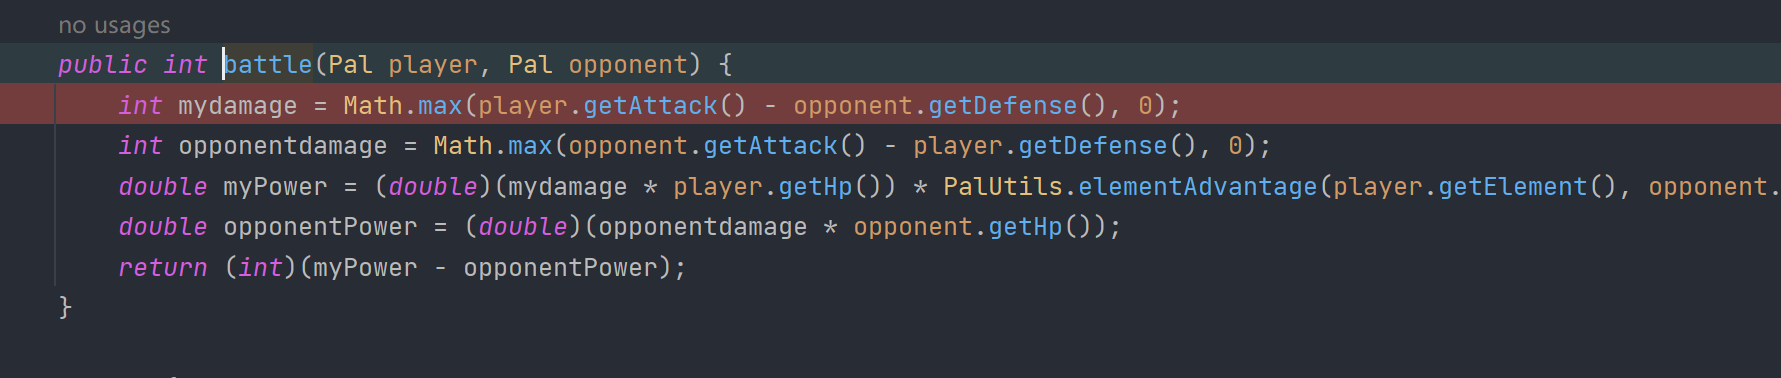 no usages
public int battle(Pal player, Pal opponent) {
int mydamage = Math.max(player.getAttack() - opponent.getDefense(), 0);
int opponentdamage = Math.max(opponent.getAttack() - player.getDefense(), 0);
double myPower = (double)(mydamage * player.getHp()) * PalUtils.elementAdvantage(player.getElement(), opponent.
double opponentPower = (double)(opponentdamage * opponent.getHp());
return (int)(myPower - opponentPower);
}